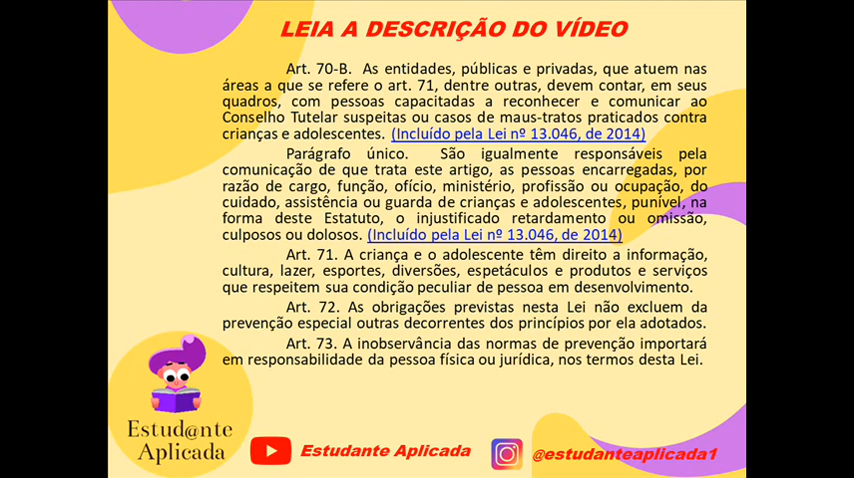 LEIA A DESCRIÇÃO DO VÍDEO
Art. 70-B. As entidades, públicas e privadas, que atuem nas
áreas a que se refere o art. 71, dentre outras, devem contar, em seus
quadros, com pessoas capacitadas a reconhecer e comunicar ao
Conselho Tutelar suspeitas ou casos de maus-tratos praticados contra
crianças e adolescentes. (Incluído pela Lei nº 13.046, de 2014)
Parágrafo único. São igualmente responsáveis pela
comunicação de que trata este artigo, as pessoas encarregadas, por
razão de cargo, função, ofício, ministério, profissão ou ocupação, do
cuidado, assistência ou guarda de crianças e adolescentes, punível, na
forma deste Estatuto, o injustificado retardamento ou omissão,
culposos ou dolosos. (Incluído pela Lei nº 13.046, de 2014)
Art. 71. A criança e o adolescente têm direito a informação,
cultura, lazer, esportes, diversões, espetáculos e produtos e serviços
que respeitem sua condição peculiar de pessoa em desenvolvimento.
Art. 72. As obrigações previstas nesta Lei não excluem da
prevenção especial outras decorrentes dos princípios por ela adotados.
Art. 73. A inobservância das normas de prevenção importará
em responsabilidade da pessoa física ou jurídica, nos termos desta Lei.
Estud@nte
Aplicada
Estudante Aplicada
@estudanteaplicada1